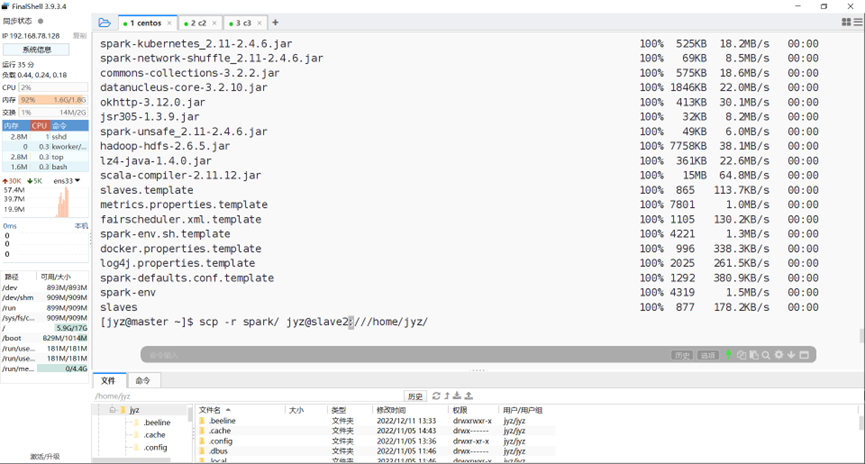 FinalShell 3.9.3.4
同步状态
IP 192.168.78.128 复制
系统信息
运行 35 分
负载 0.44, 0.24, 0.18
CPU 2%
内存 92% 1.6G/1.8G
交换 1% 14M/2G
内存 CPU 命令
2.8M 1 sshd
0 0.3 kworker/...
2.8M 0.3 top
1.6M 0.3 bash
30K 5K ens33
57.4M
39.7M
19.9M
0ms 本机
0
0
0
路径 可用/大小
/dev 893M/893M
/dev/shm 909M/909M
/run 899M/909M
/sys/fs/c... 909M/909M
/ 5.9G/17G
/boot 829M/1014M
/run/use... 181M/181M
/run/use... 181M/181M
/run/me... 0/4.4G
激活/升级
1 centos
2 c2
3 c3
spark-kubernetes_2.11-2.4.6.jar 100% 525KB 18.2MB/s 00:00
spark-network-shuffle_2.11-2.4.6.jar 100% 69KB 8.5MB/s 00:00
commons-collections-3.2.2.jar 100% 575KB 18.6MB/s 00:00
datanucleus-core-3.2.10.jar 100% 1846KB 22.0MB/s 00:00
okhttp-3.12.0.jar 100% 413KB 30.1MB/s 00:00
jsr305-1.3.9.jar 100% 32KB 8.2MB/s 00:00
spark-unsafe_2.11-2.4.6.jar 100% 49KB 6.0MB/s 00:00
hadoop-hdfs-2.6.5.jar 100% 7758KB 38.1MB/s 00:00
lz4-java-1.4.0.jar 100% 361KB 22.6MB/s 00:00
scala-compiler-2.11.12.jar 100% 15MB 64.8MB/s 00:00
slaves.template 100% 865 113.7KB/s 00:00
metrics.properties.template 100% 7801 1.0MB/s 00:00
fairscheduler.xml.template 100% 1105 130.2KB/s 00:00
spark-env.sh.template 100% 4221 1.3MB/s 00:00
docker.properties.template 100% 996 338.3KB/s 00:00
log4j.properties.template 100% 2025 261.5KB/s 00:00
spark-defaults.conf.template 100% 1292 380.9KB/s 00:00
spark-env 100% 4319 1.5MB/s 00:00
slaves 100% 877 178.2KB/s 00:00
[jyz@master ~]$ scp -r spark/ jyz@slave2:///home/jyz/
命令输入 历史 选项
文件 命令
/home/jyz 历史
jyz
.beeline
.cache
.config
文件名 大小 类型 修改时间 权限 用户/用户组
.beeline 文件夹 2022/12/11 13:33 drwxrwxr-x jyz/jyz
.cache 文件夹 2022/11/05 14:43 drwx------ jyz/jyz
.config 文件夹 2022/11/05 13:36 drwxr-xr-x jyz/jyz
.dbus 文件夹 2022/11/05 11:46 drwx------ jyz/jyz
.local 文件夹 2022/11/05 11:46 drwxr-xr-x jyz/jyz